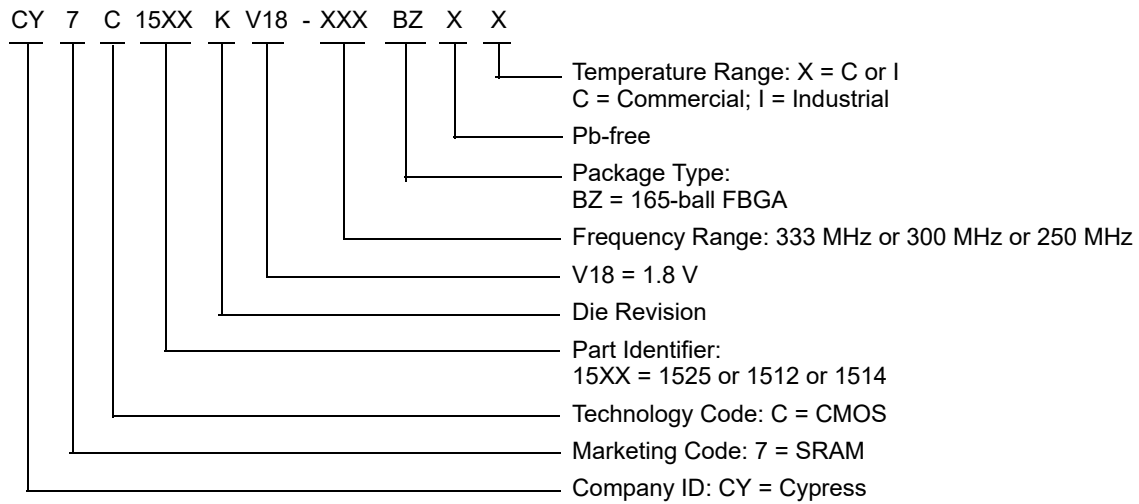 CY 7 C 15XX K V18 - XXX BZ X X
Temperature Range: X = C or I
C = Commercial; I = Industrial
Pb-free
Package Type:
BZ = 165-ball FBGA
Frequency Range: 333 MHz or 300 MHz or 250 MHz
V18 = 1.8 V
Die Revision
Part Identifier:
15XX = 1525 or 1512 or 1514
Technology Code: C = CMOS
Marketing Code: 7 = SRAM
Company ID: CY = Cypress